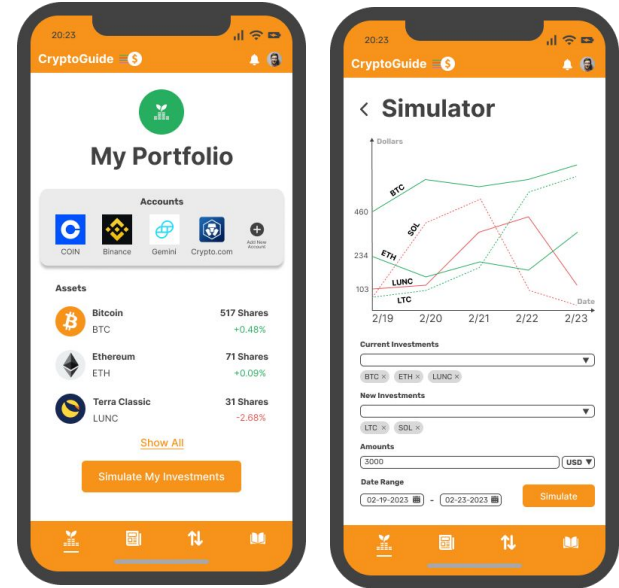 20:23
CryptoGuide
My Portfolio
Accounts
COIN Binance Gemini Crypto.com Add New Account
Assets
Bitcoin 517 Shares
BTC +0.48%
Ethereum 71 Shares
ETH +0.09%
Terra Classic 31 Shares
LUNC -2.68%
Show All
Simulate My Investments
20:23
CryptoGuide
< Simulator
Dollars
BTC
460
SOL
234
ETH
LUNC
103
LTC
Date
2/19 2/20 2/21 2/22 2/23
Current Investments
BTC × ETH × LUNC ×
New Investments
LTC × SOL ×
Amounts
3000 USD
Date Range
02-19-2023 - 02-23-2023 Simulate